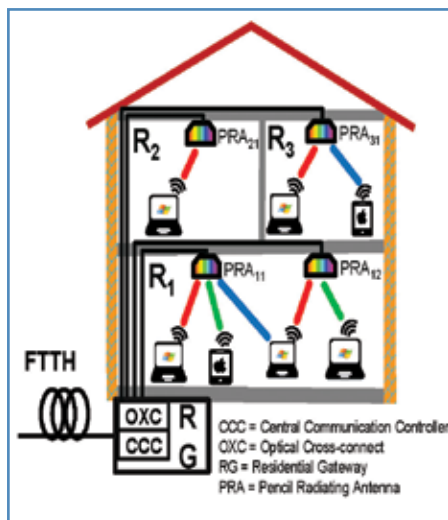 R2
PRA21
R3
PRA31
R1
PRA11
PRA12
FTTH
OXC
R
CCC
G
CCC = Central Communication Controller
OXC = Optical Cross-connect
RG = Residential Gateway
PRA = Pencil Radiating Antenna